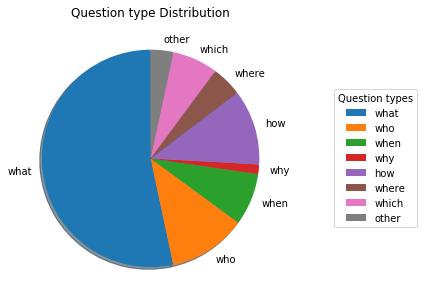 Question type Distribution
other
which
where
how
why
when
who
what
Question types
what
who
when
why
how
where
which
other